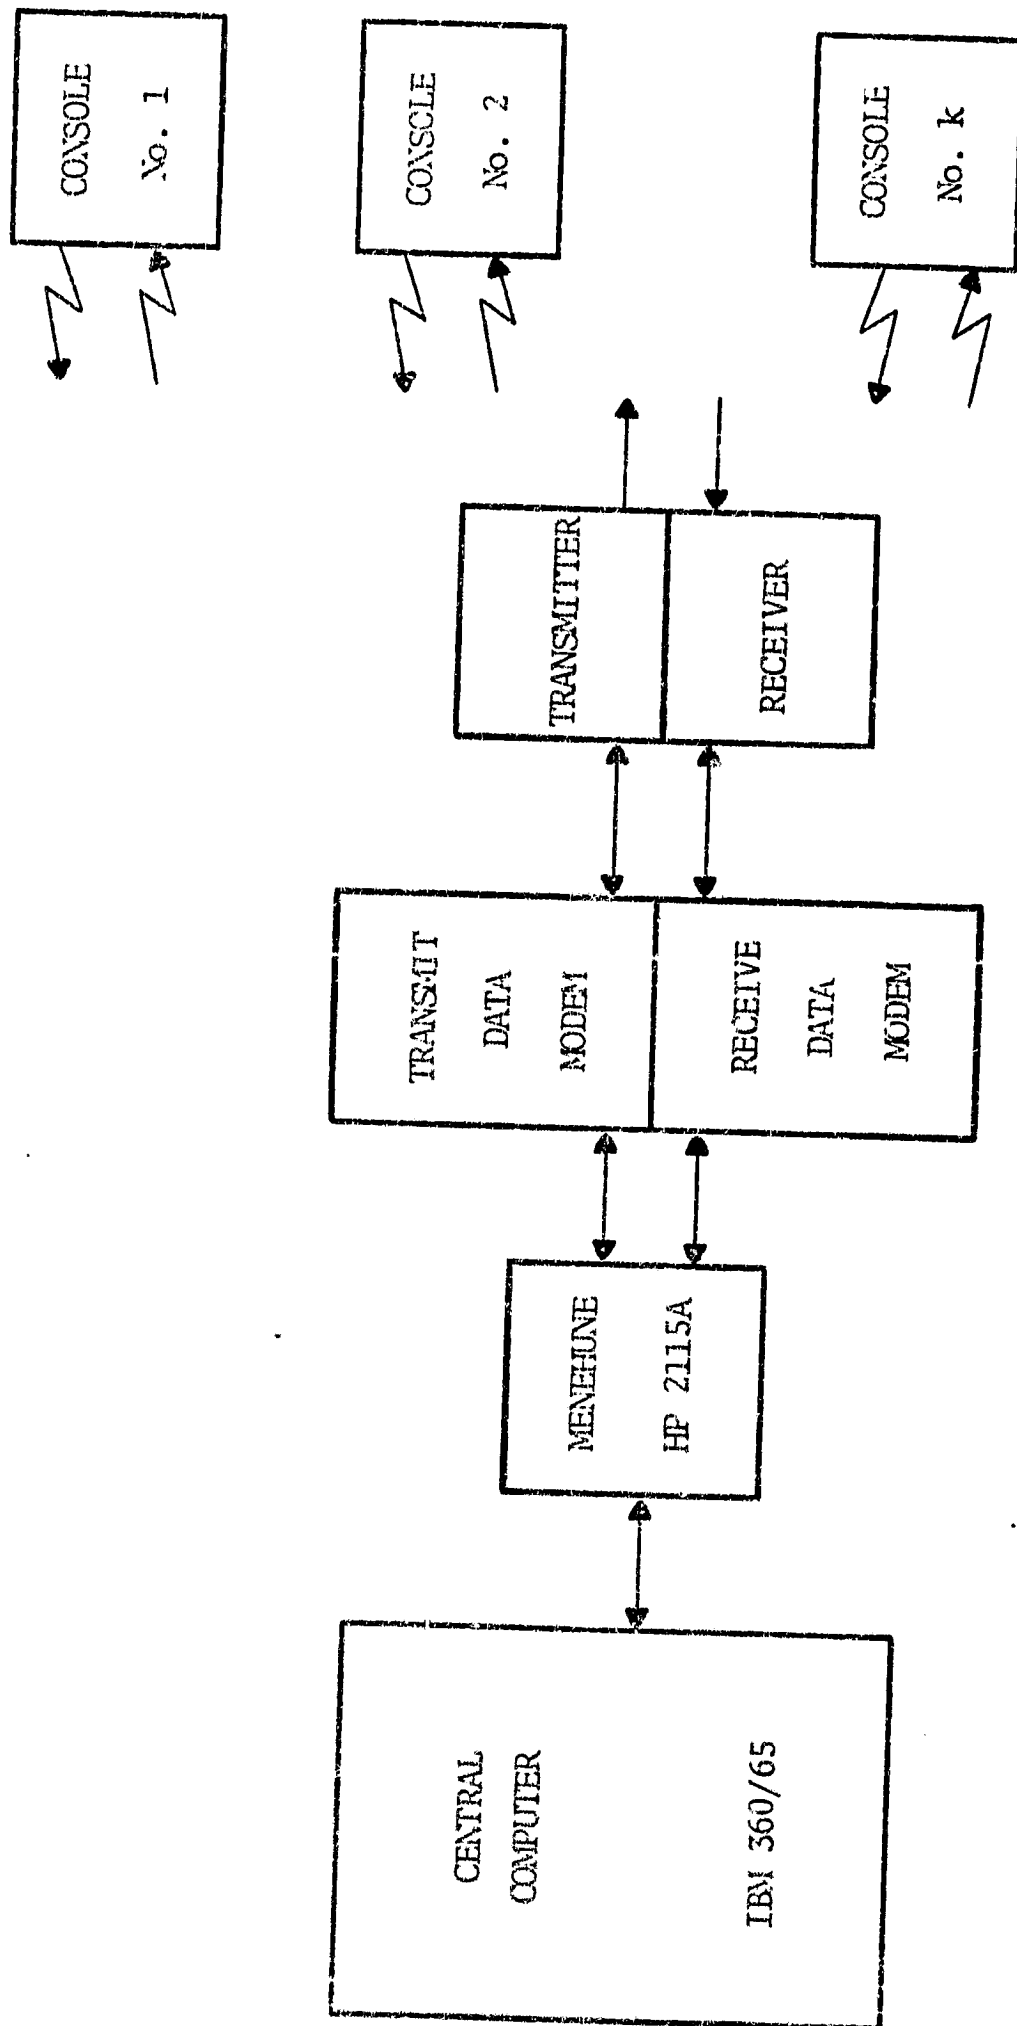 CENTRAL
COMPUTER
IBM 360/65
MENEHUNE
HP 2115A
TRANSMIT
DATA
MODEM
RECEIVE
DATA
MODEM
TRANSMITTER
RECEIVER
CONSOLE
No. 1
CONSOLE
No. 2
CONSOLE
No. k